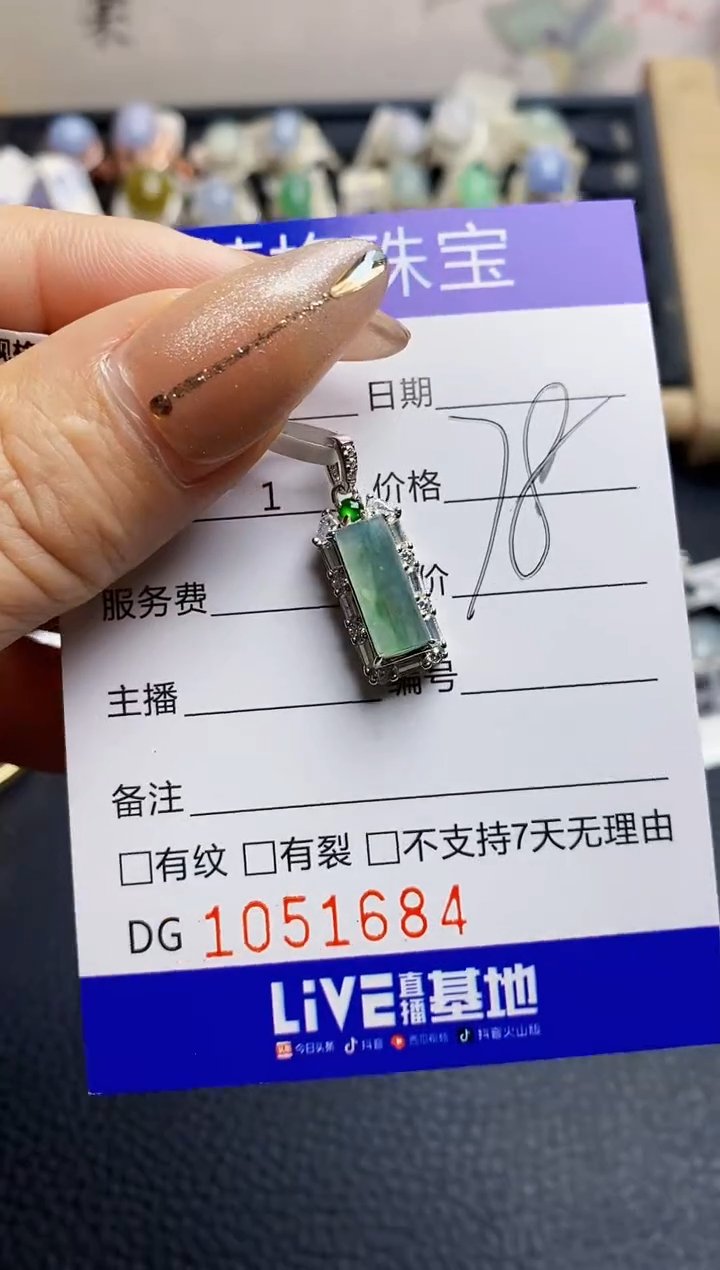 珠宝
日期
1 价格 78
服务费 价
主播 编号
备注
□有纹 □有裂 □不支持7天无理由
DG 1051684
LiVE直播基地
今日头条 抖音 西瓜视频 抖音火山版